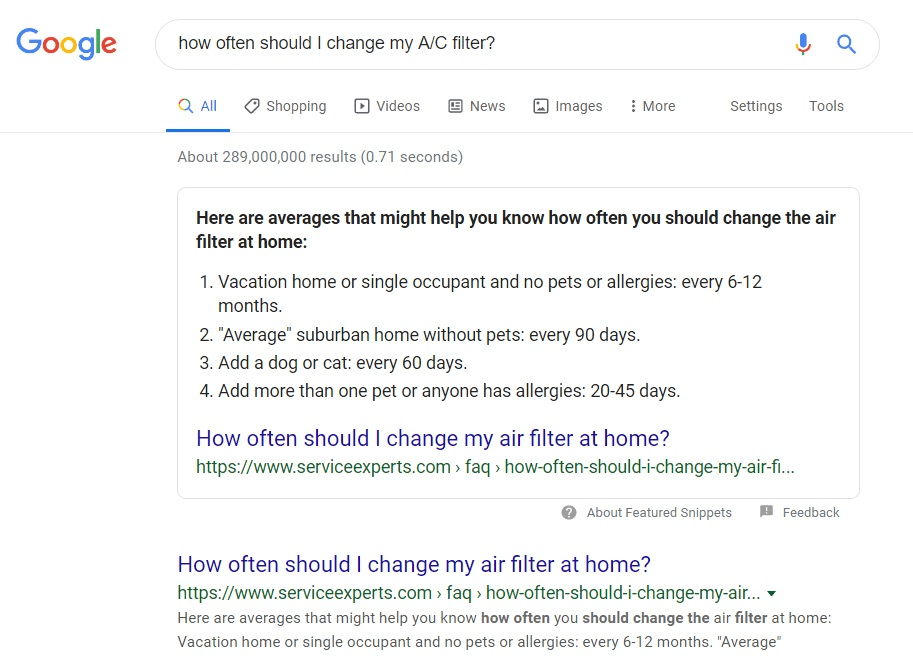 Google
how often should I change my A/C filter?
All Shopping Videos News Images More Settings Tools
About 289,000,000 results (0.71 seconds)
Here are averages that might help you know how often you should change the air
filter at home:
1. Vacation home or single occupant and no pets or allergies: every 6-12
months.
2. "Average" suburban home without pets: every 90 days.
3. Add a dog or cat: every 60 days.
4. Add more than one pet or anyone has allergies: 20-45 days.
How often should I change my air filter at home?
https://www.serviceexperts.com › faq › how-often-should-i-change-my-air-fi...
About Featured Snippets Feedback
How often should I change my air filter at home?
https://www.serviceexperts.com › faq › how-often-should-i-change-my-air...
Here are averages that might help you know how often you should change the air filter at home:
Vacation home or single occupant and no pets or allergies: every 6-12 months. "Average"